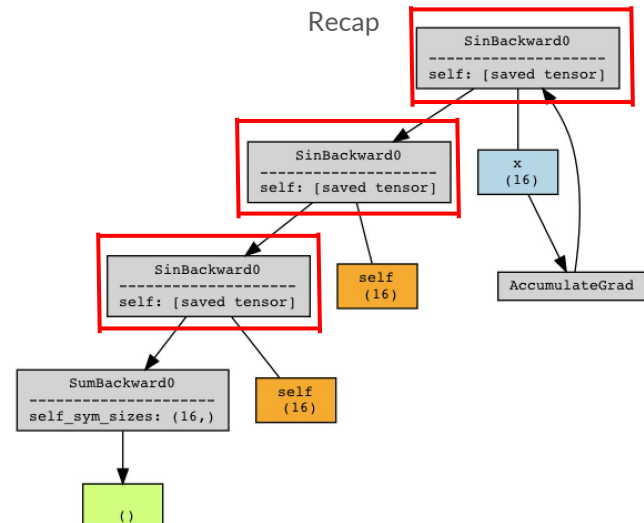 Recap
SinBackward0
--------------------
self: [saved tensor]
SinBackward0
--------------------
self: [saved tensor]
x
(16)
SinBackward0
--------------------
self: [saved tensor]
self
(16)
AccumulateGrad
SumBackward0
----------------------
self_sym_sizes: (16,)
self
(16)
()